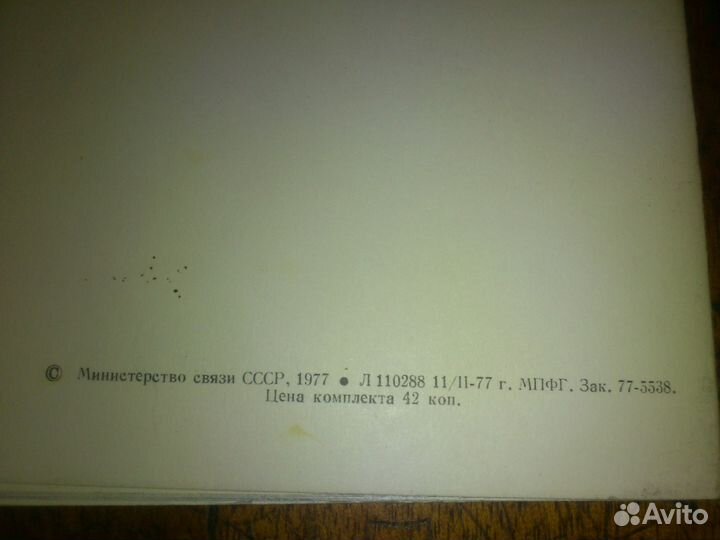 © Министерство связи СССР, 1977 ● Л 110288 11/II-77 г. МПФГ. Зак. 77-5538.
Цена комплекта 42 коп.
Avito